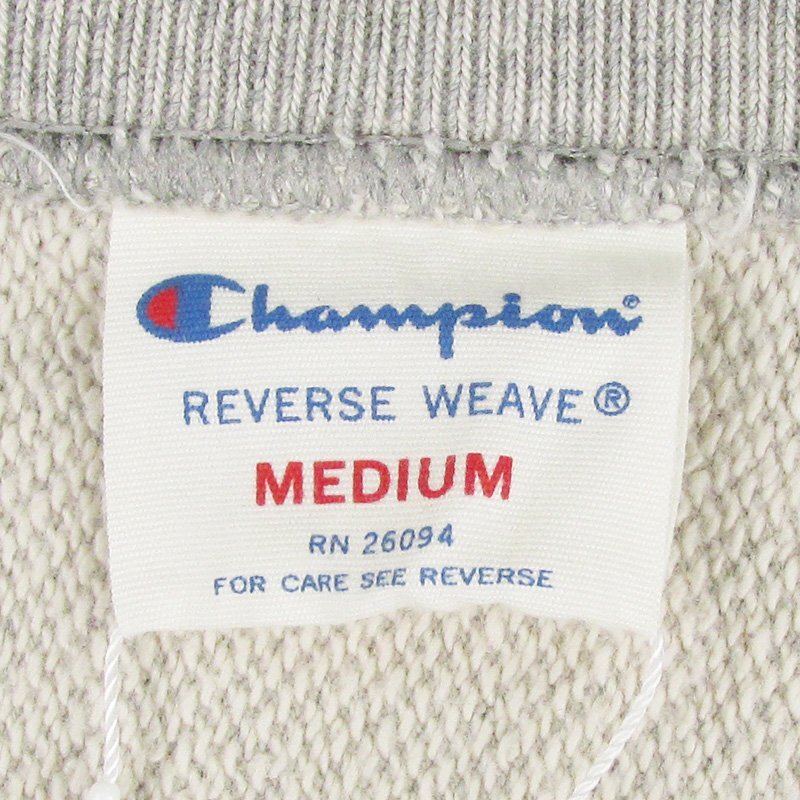 Champion®
REVERSE WEAVE®
MEDIUM
RN 26094
FOR CARE SEE REVERSE